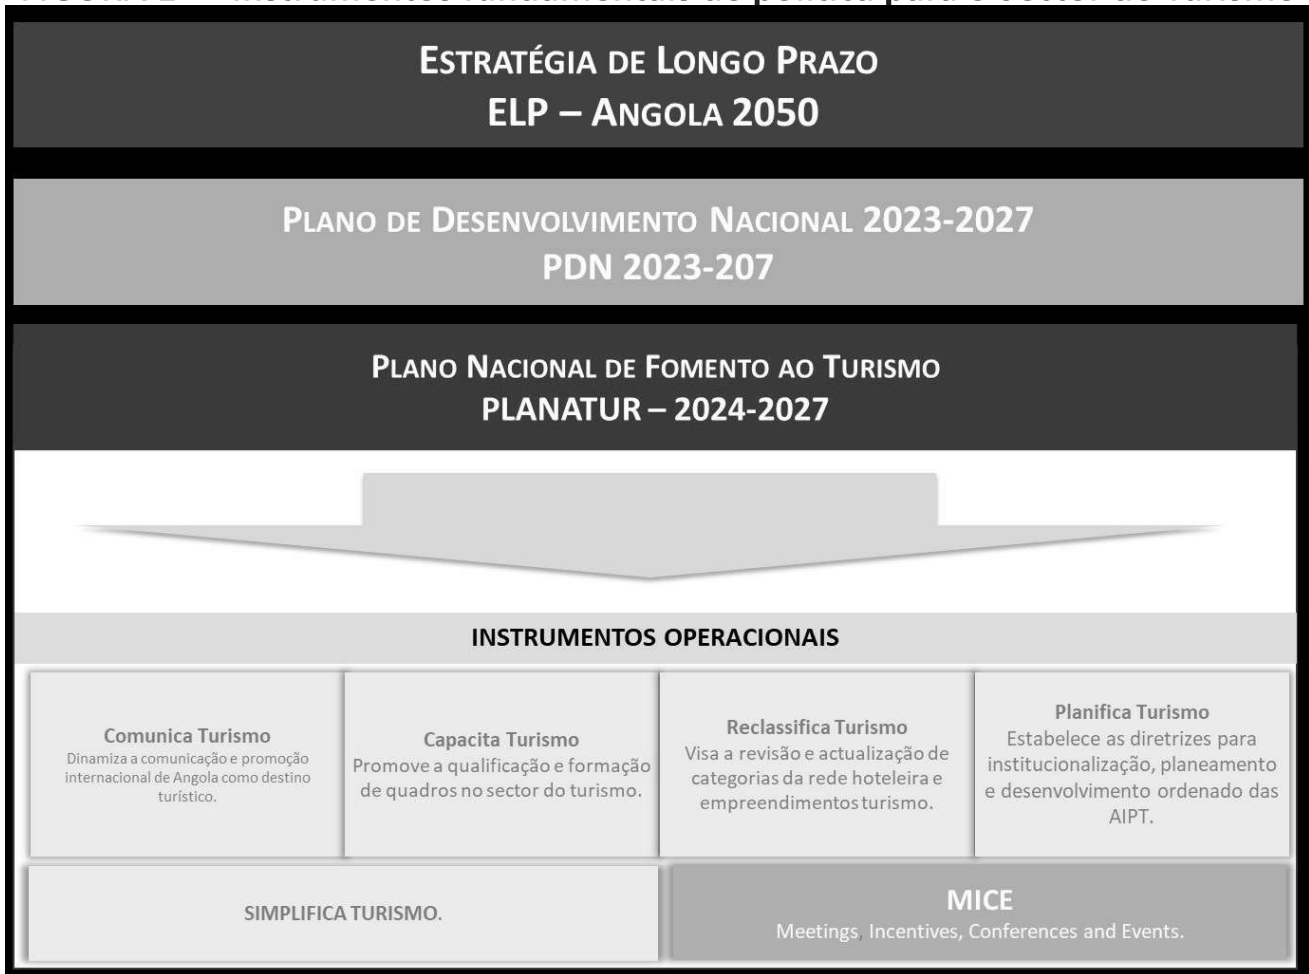 ESTRATÉGIA DE LONGO PRAZO
ELP – ANGOLA 2050
PLANO DE DESENVOLVIMENTO NACIONAL 2023-2027
PDN 2023-207
PLANO NACIONAL DE FOMENTO AO TURISMO
PLANATUR – 2024-2027
INSTRUMENTOS OPERACIONAIS
Comunica Turismo
Dinamiza a comunicação e promoção
internacional de Angola como destino
turístico.
Capacita Turismo
Promove a qualificação e formação
de quadros no sector do turismo.
Reclassifica Turismo
Visa a revisão e actualização de
categorias da rede hoteleira e
empreendimentos turismo.
Planifica Turismo
Estabelece as diretrizes para
institucionalização, planeamento
e desenvolvimento ordenado das
AIPT.
SIMPLIFICA TURISMO.
MICE
Meetings, Incentives, Conferences and Events.